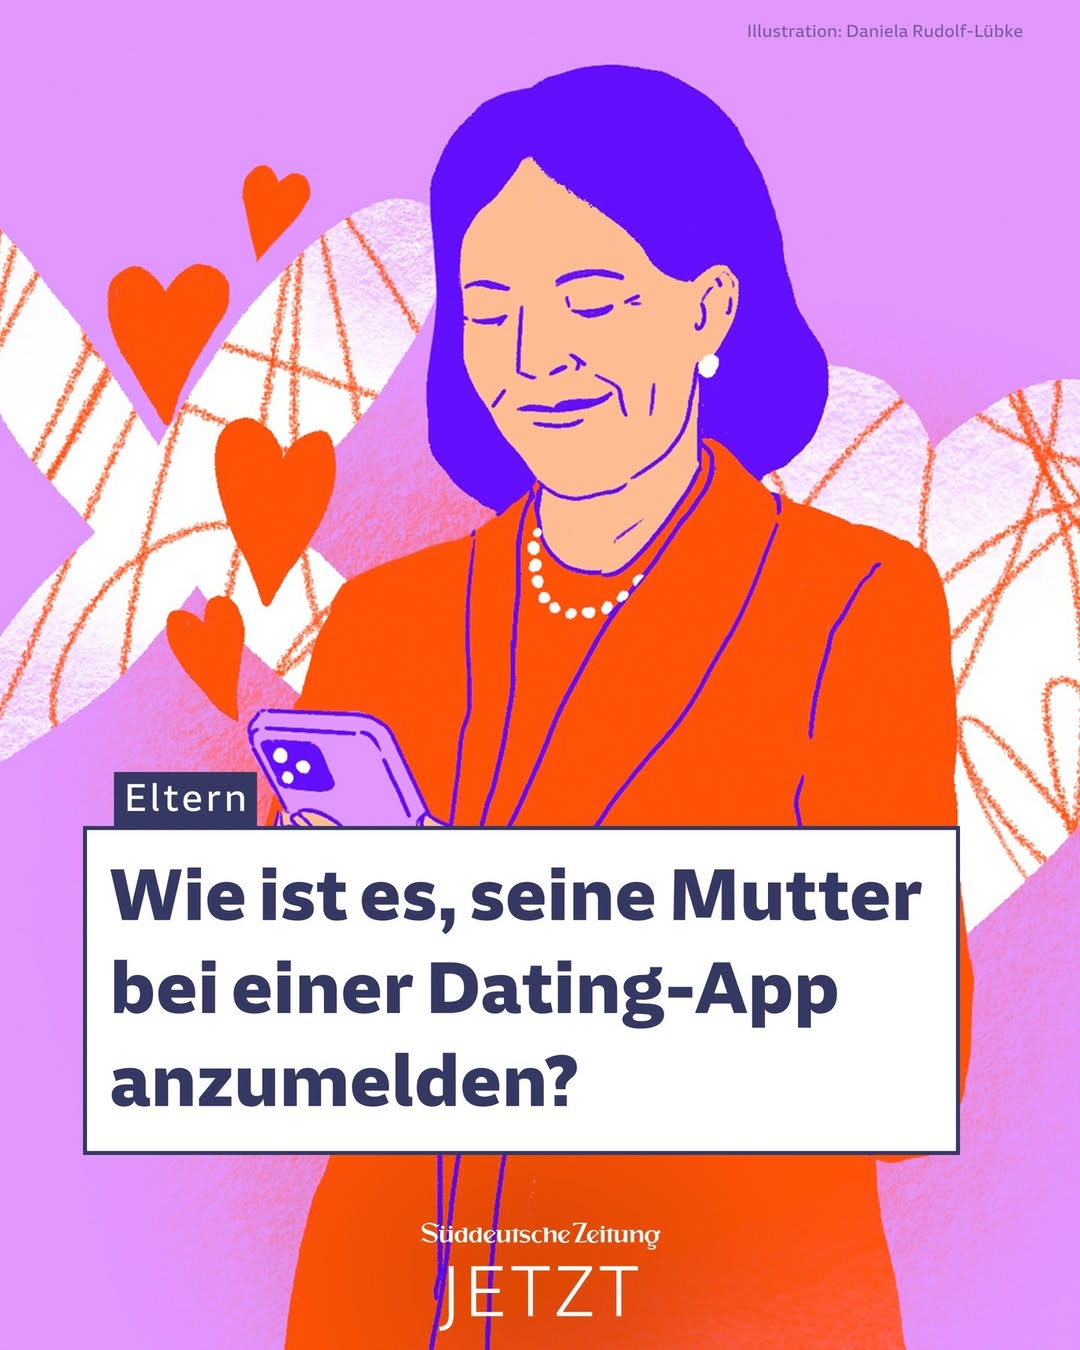 Illustration: Daniela Rudolf-Lübke
Eltern
Wie ist es, seine Mutter
bei einer Dating-App
anzumelden?
Süddeutsche Zeitung
JETZT